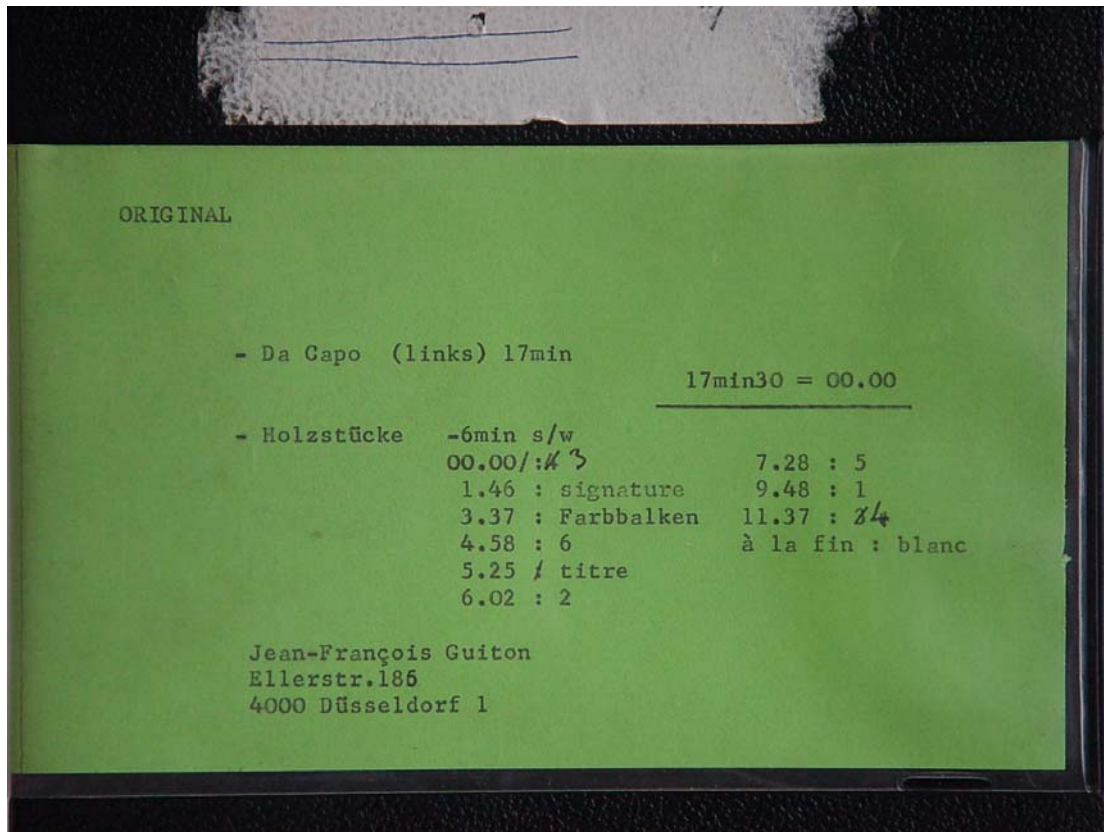 ORIGINAL
- Da Capo (links) 17min
17min30 = 00.00
- Holzstücke -6min s/w
00.00/: 3
1.46 : signature
3.37 : Farbbalken
4.58 : 6
5.25 / titre
6.02 : 2
7.28 : 5
9.48 : 1
11.37 : 4
à la fin : blanc
Jean-François Guiton
Ellerstr.186
4000 Düsseldorf 1